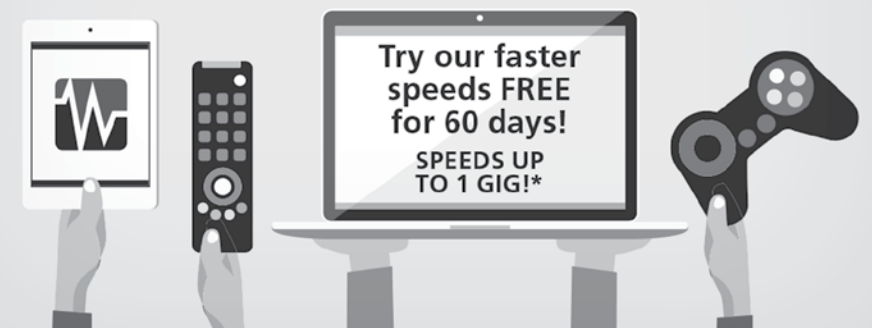 Try our faster
speeds FREE
for 60 days!
SPEEDS UP
TO 1 GIG!*